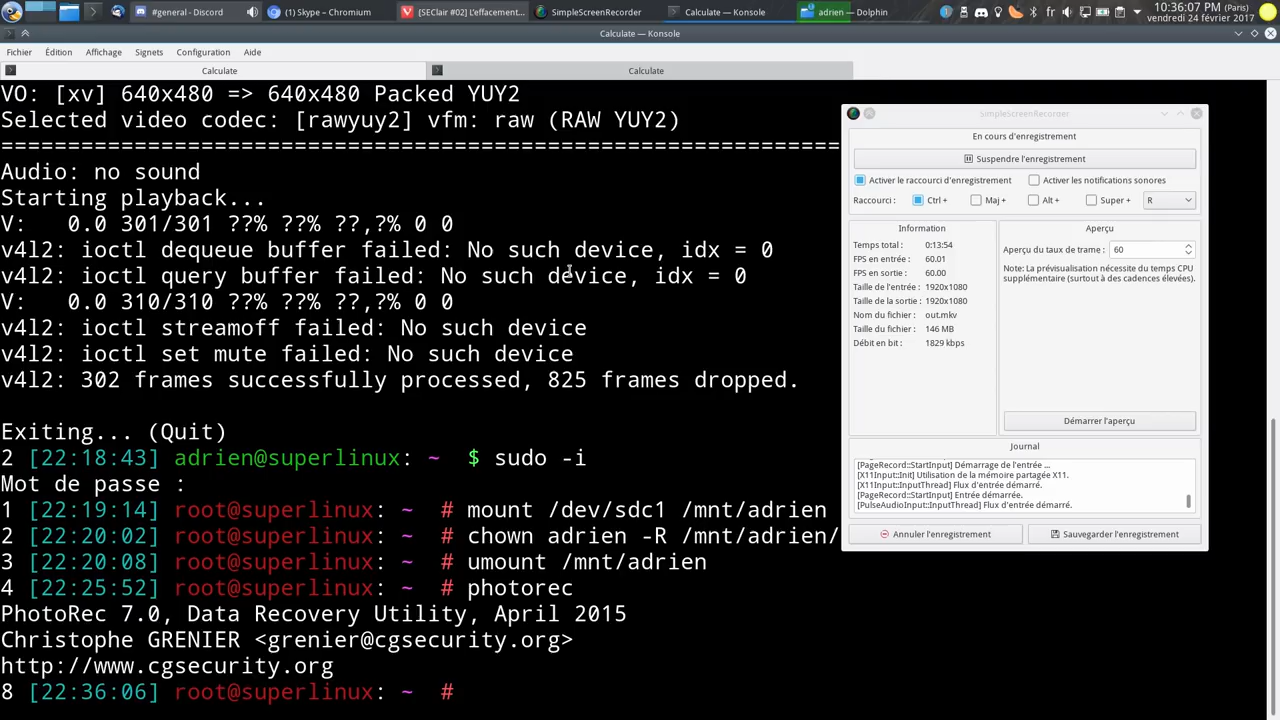 #general - Discord
(1) Skype – Chromium
[SEClair #02] L'effacement...
SimpleScreenRecorder
Calculate — Konsole
adrien — Dolphin
fr
10:36:07 PM (Paris)
vendredi 24 février 2017
Calculate — Konsole
Fichier Édition Affichage Signets Configuration Aide
Calculate
Calculate
VO: [xv] 640x480 => 640x480 Packed YUY2
Selected video codec: [rawyuy2] vfm: raw (RAW YUY2)
===============================================================
Audio: no sound
Starting playback...
V:   0.0 301/301 ??% ??% ??,?% 0 0
v4l2: ioctl dequeue buffer failed: No such device, idx = 0
v4l2: ioctl query buffer failed: No such device, idx = 0
V:   0.0 310/310 ??% ??% ??,?% 0 0
v4l2: ioctl streamoff failed: No such device
v4l2: ioctl set mute failed: No such device
v4l2: 302 frames successfully processed, 825 frames dropped.
Exiting... (Quit)
2 [22:18:43] adrien@superlinux: ~  $ sudo -i
Mot de passe :
1 [22:19:14] root@superlinux: ~  # mount /dev/sdc1 /mnt/adrien
2 [22:20:02] root@superlinux: ~  # chown adrien -R /mnt/adrien/
3 [22:20:08] root@superlinux: ~  # umount /mnt/adrien
4 [22:25:52] root@superlinux: ~  # photorec
PhotoRec 7.0, Data Recovery Utility, April 2015
Christophe GRENIER <grenier@cgsecurity.org>
http://www.cgsecurity.org
8 [22:36:06] root@superlinux: ~  #
SimpleScreenRecorder
En cours d'enregistrement
Suspendre l'enregistrement
Activer le raccourci d'enregistrement
Activer les notifications sonores
Raccourci : Ctrl + Maj + Alt + Super + R
Information
Temps total : 0:13:54
FPS en entrée : 60.01
FPS en sortie : 60.00
Taille de l'entrée : 1920x1080
Taille de la sortie : 1920x1080
Nom du fichier : out.mkv
Taille du fichier : 146 MB
Débit en bit : 1829 kbps
Aperçu
Aperçu du taux de trame : 60
Note: La prévisualisation nécessite du temps CPU
supplémentaire (surtout à des cadences élevées).
Démarrer l'aperçu
Journal
[PageRecord::StartInput] Démarrage de l'entrée ...
[X11Input::Init] Utilisation de la mémoire partagée X11.
[X11Input::InputThread] Flux d'entrée démarré.
[PageRecord::StartInput] Entrée démarrée.
[PulseAudioInput::InputThread] Flux d'entrée démarré.
Annuler l'enregistrement
Sauvegarder l'enregistrement